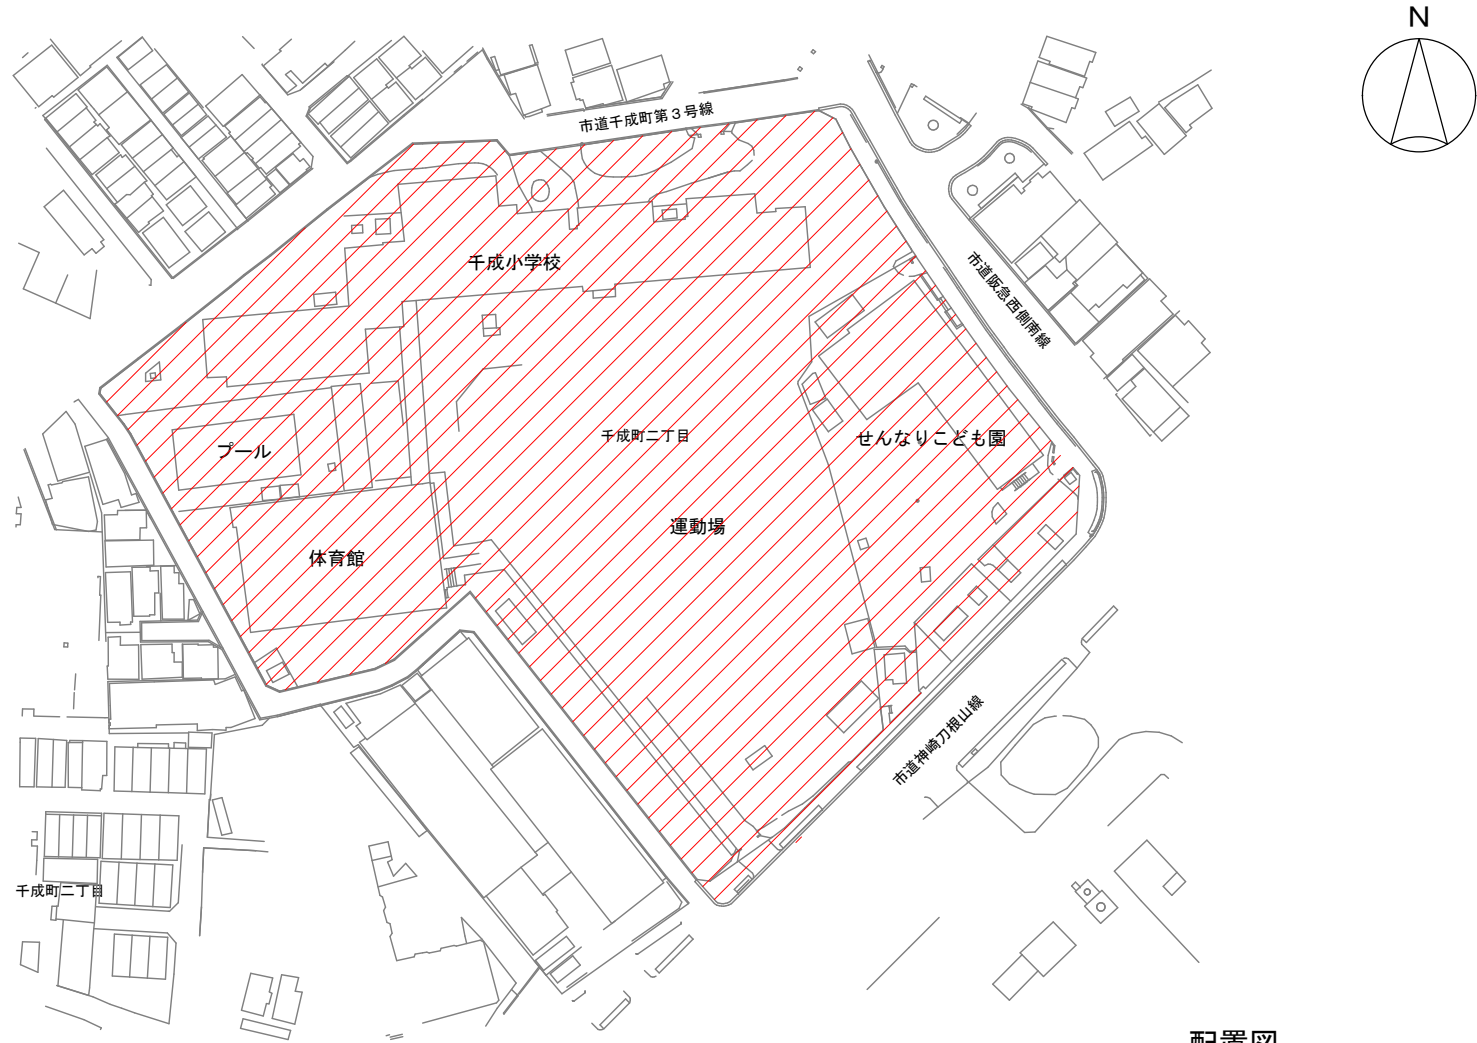 N
市道千成町第３号線
千成小学校
市道阪急西側南線
千成町二丁目
せんなりこども園
プール
運動場
体育館
市道神崎刀根山線
千成町二丁目
配置図